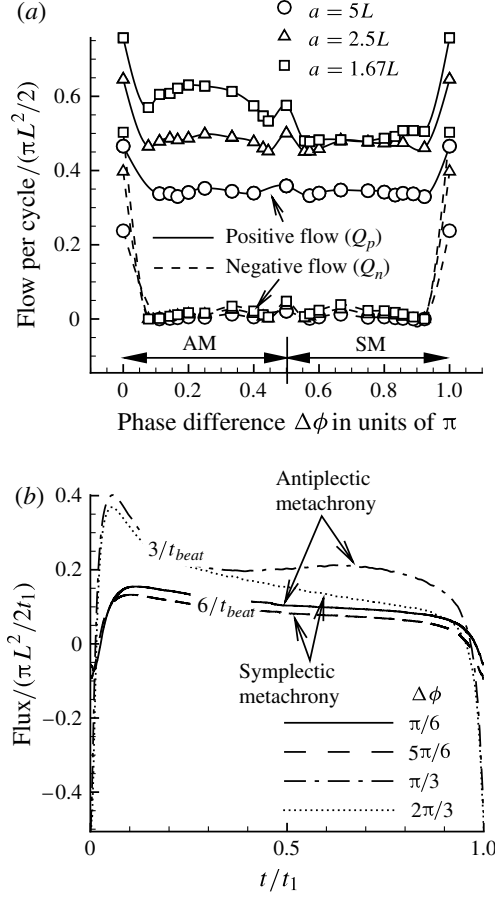 (a)
a = 5L
a = 2.5L
a = 1.67L
Flow per cycle/(πL²/2)
0.6
0.4
0.2
0
Positive flow (Qp)
Negative flow (Qn)
AM
SM
0 0.2 0.4 0.6 0.8 1.0
Phase difference Δϕ in units of π
(b)
Flux/(πL²/2t₁)
0.4
0.2
0
−0.2
−0.4
Antiplectic
metachrony
3/tbeat
6/tbeat
Symplectic
metachrony
Δϕ
π/6
5π/6
π/3
2π/3
0 0.5 1.0
t/t₁